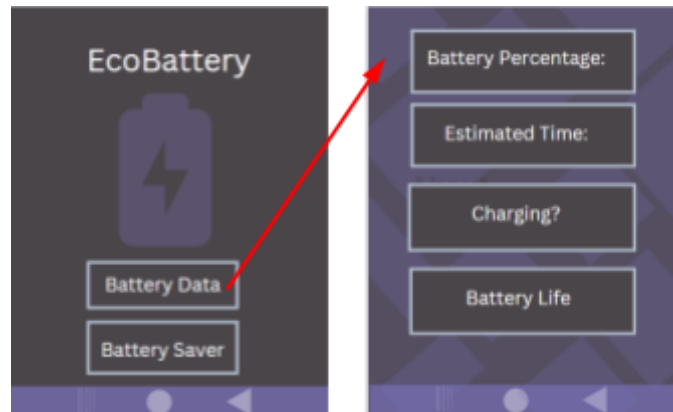 EcoBattery
Battery Data
Battery Saver
Battery Percentage:
Estimated Time:
Charging?
Battery Life